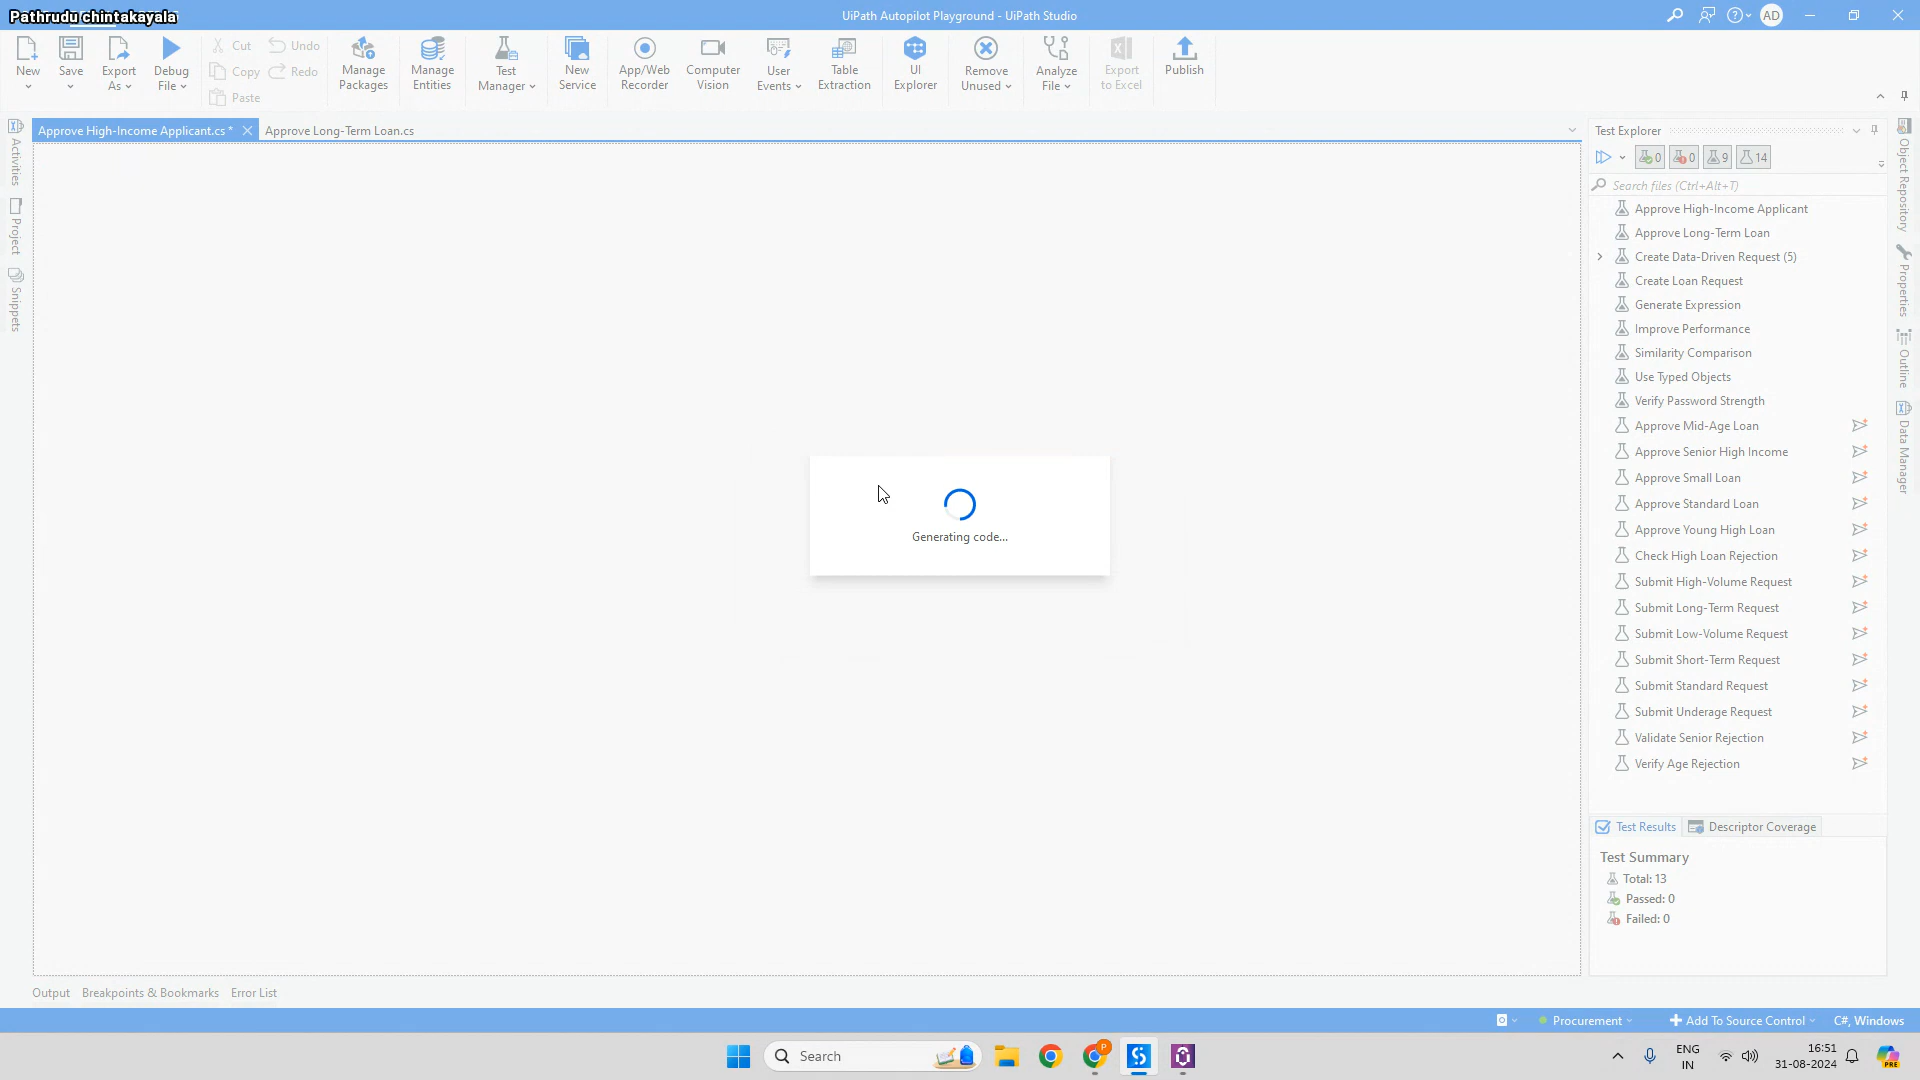 Pathrudu chintakayala
UiPath Autopilot Playground - UiPath Studio
AD
New
Save
Export As
Debug File
Cut
Copy
Paste
Undo
Redo
Manage Packages
Manage Entities
Test Manager
New Service
App/Web Recorder
Computer Vision
User Events
Table Extraction
UI Explorer
Remove Unused
Analyze File
Export to Excel
Publish
Activities
Project
Snippets
Approve High-Income Applicant.cs *
Approve Long-Term Loan.cs
Generating code...
Test Explorer
0
0
9
14
Search files (Ctrl+Alt+T)
Approve High-Income Applicant
Approve Long-Term Loan
Create Data-Driven Request (5)
Create Loan Request
Generate Expression
Improve Performance
Similarity Comparison
Use Typed Objects
Verify Password Strength
Approve Mid-Age Loan
Approve Senior High Income
Approve Small Loan
Approve Standard Loan
Approve Young High Loan
Check High Loan Rejection
Submit High-Volume Request
Submit Long-Term Request
Submit Low-Volume Request
Submit Short-Term Request
Submit Standard Request
Submit Underage Request
Validate Senior Rejection
Verify Age Rejection
Test Results
Descriptor Coverage
Test Summary
Total: 13
Passed: 0
Failed: 0
Object Repository
Properties
Outline
Data Manager
Output
Breakpoints & Bookmarks
Error List
Procurement
Add To Source Control
C#, Windows
Search
P
ENG
IN
16:51
31-08-2024
PRE